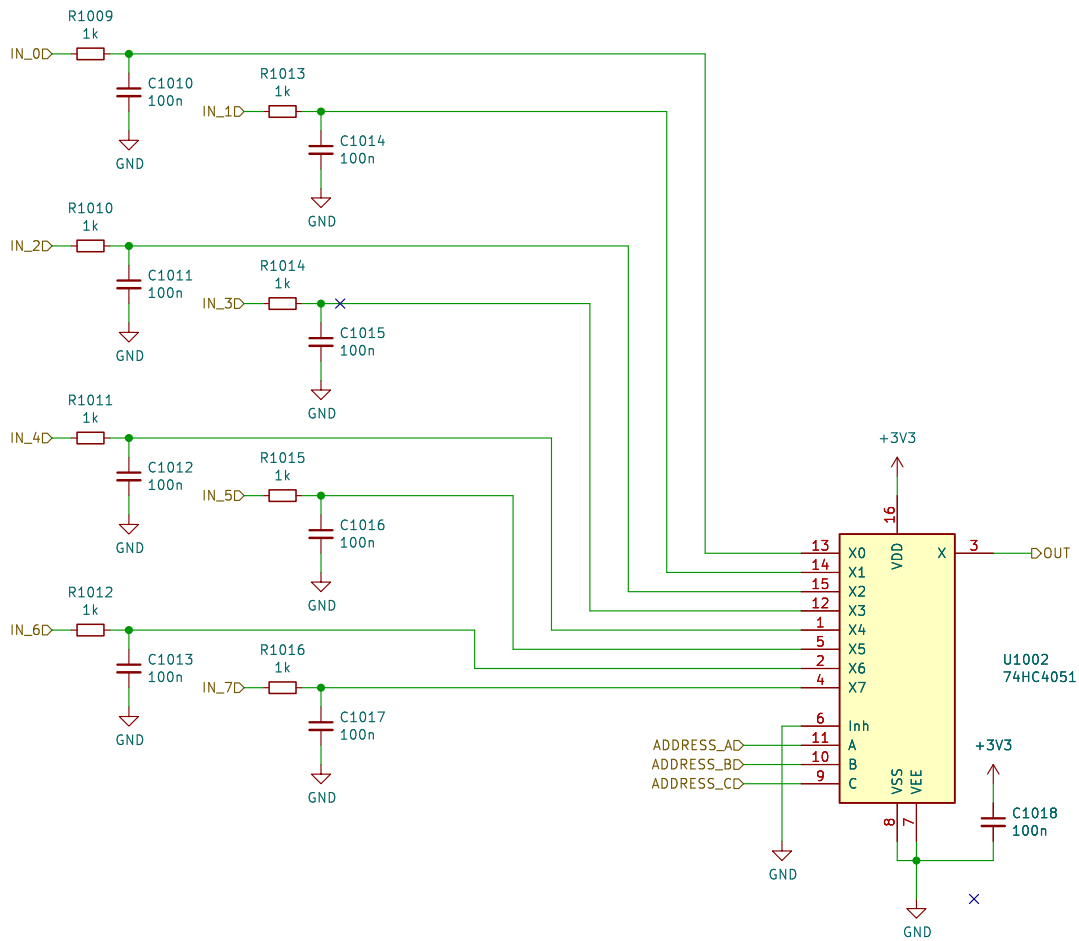 R1009
1k
IN_0
C1010
100n
GND
R1013
1k
IN_1
C1014
100n
GND
R1010
1k
IN_2
C1011
100n
GND
R1014
1k
IN_3
C1015
100n
GND
R1011
1k
IN_4
C1012
100n
GND
R1015
1k
IN_5
C1016
100n
GND
R1012
1k
IN_6
C1013
100n
GND
R1016
1k
IN_7
C1017
100n
GND
+3V3
16
VDD
13 X0
14 X1
15 X2
12 X3
1 X4
5 X5
2 X6
4 X7
6 Inh
ADDRESS_A 11 A
ADDRESS_B 10 B
ADDRESS_C 9 C
GND
X 3 OUT
U1002
74HC4051
VSS
VEE
8
7
+3V3
C1018
100n
GND